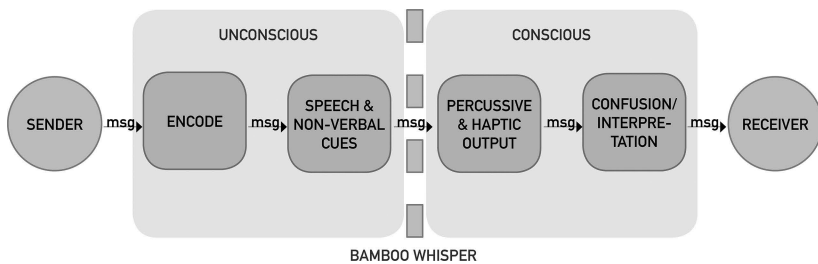 UNCONSCIOUS
CONSCIOUS
SENDER
msg
ENCODE
msg
SPEECH &
NON-VERBAL
CUES
msg
PERCUSSIVE
& HAPTIC
OUTPUT
msg
CONFUSION/
INTERPRE-
TATION
msg
RECEIVER
BAMBOO WHISPER